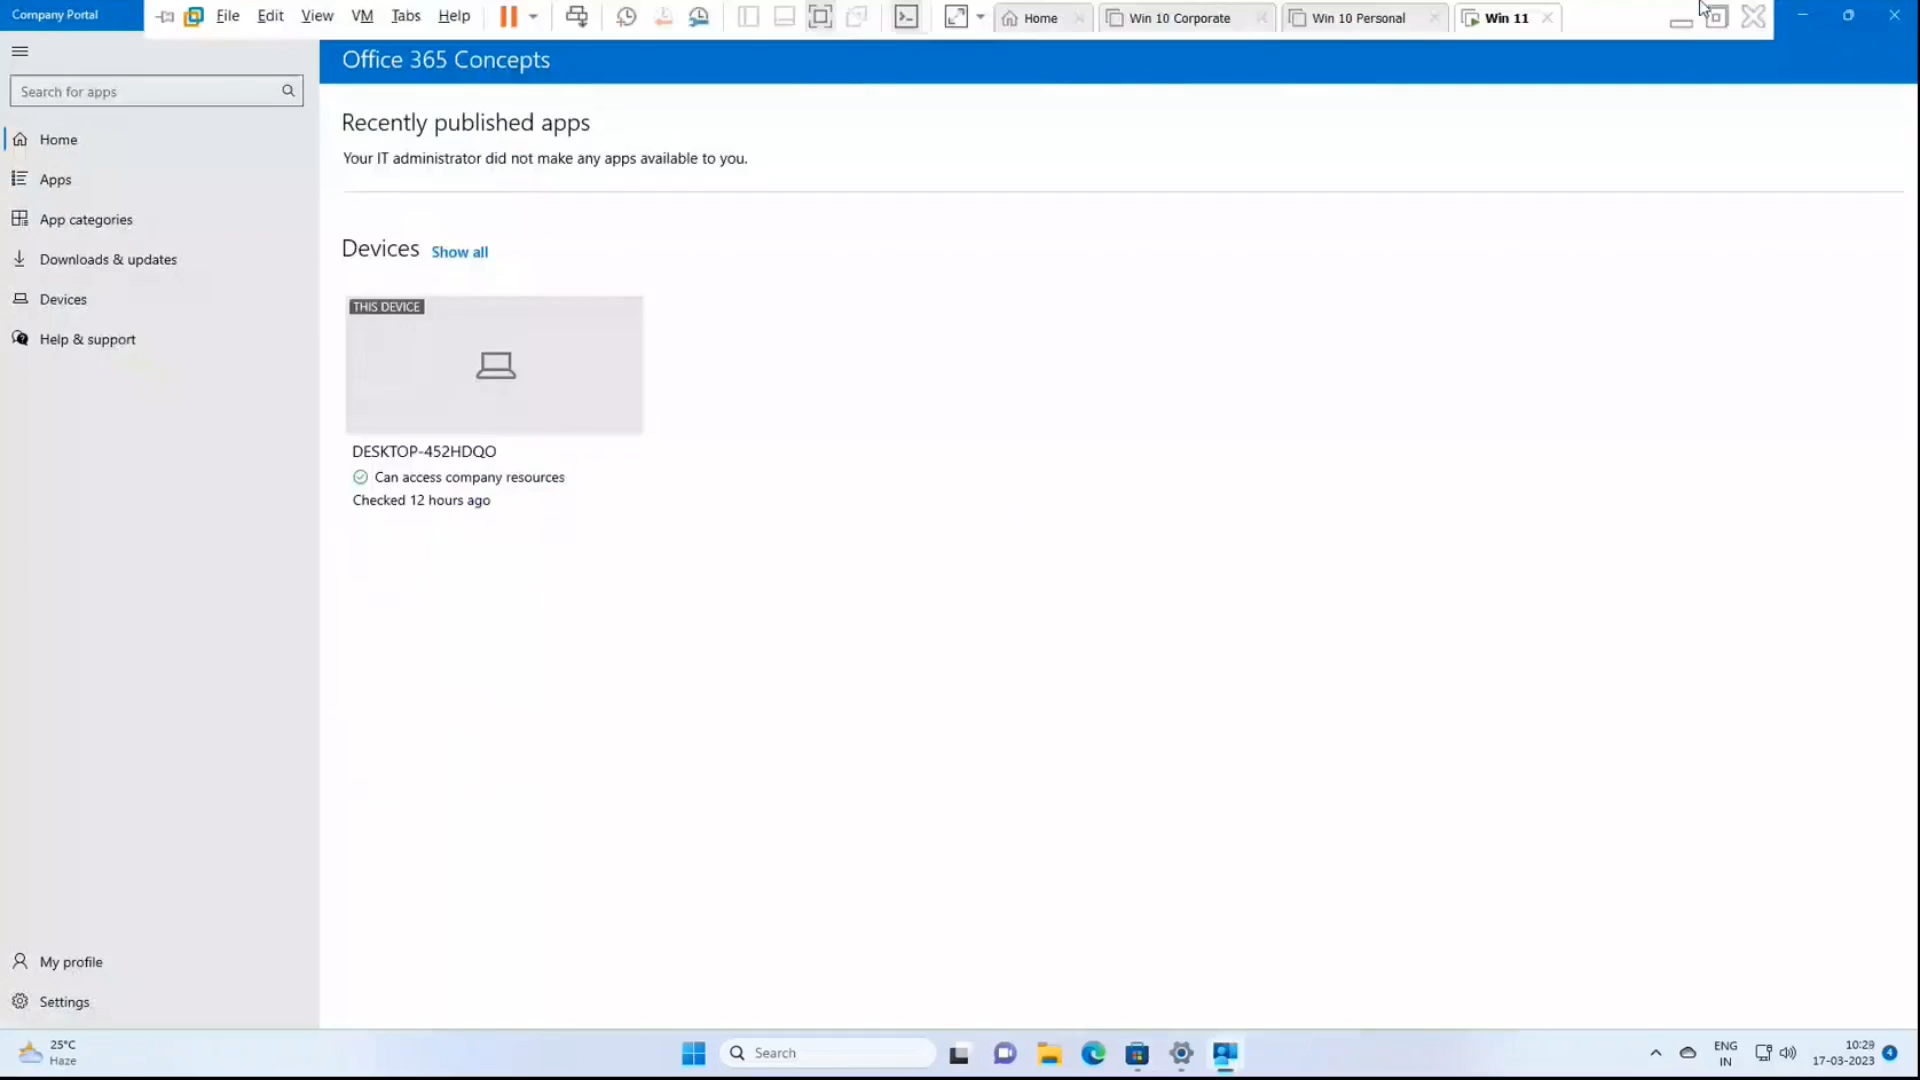 Company Portal
File Edit View VM Tabs Help
Home
Win 10 Corporate
Win 10 Personal
Win 11
Office 365 Concepts
Search for apps
Home
Apps
App categories
Downloads & updates
Devices
Help & support
Recently published apps
Your IT administrator did not make any apps available to you.
Devices Show all
THIS DEVICE
DESKTOP-452HDQO
Can access company resources
Checked 12 hours ago
My profile
Settings
25°C
Haze
Search
ENG
IN
10:29
17-03-2023
4